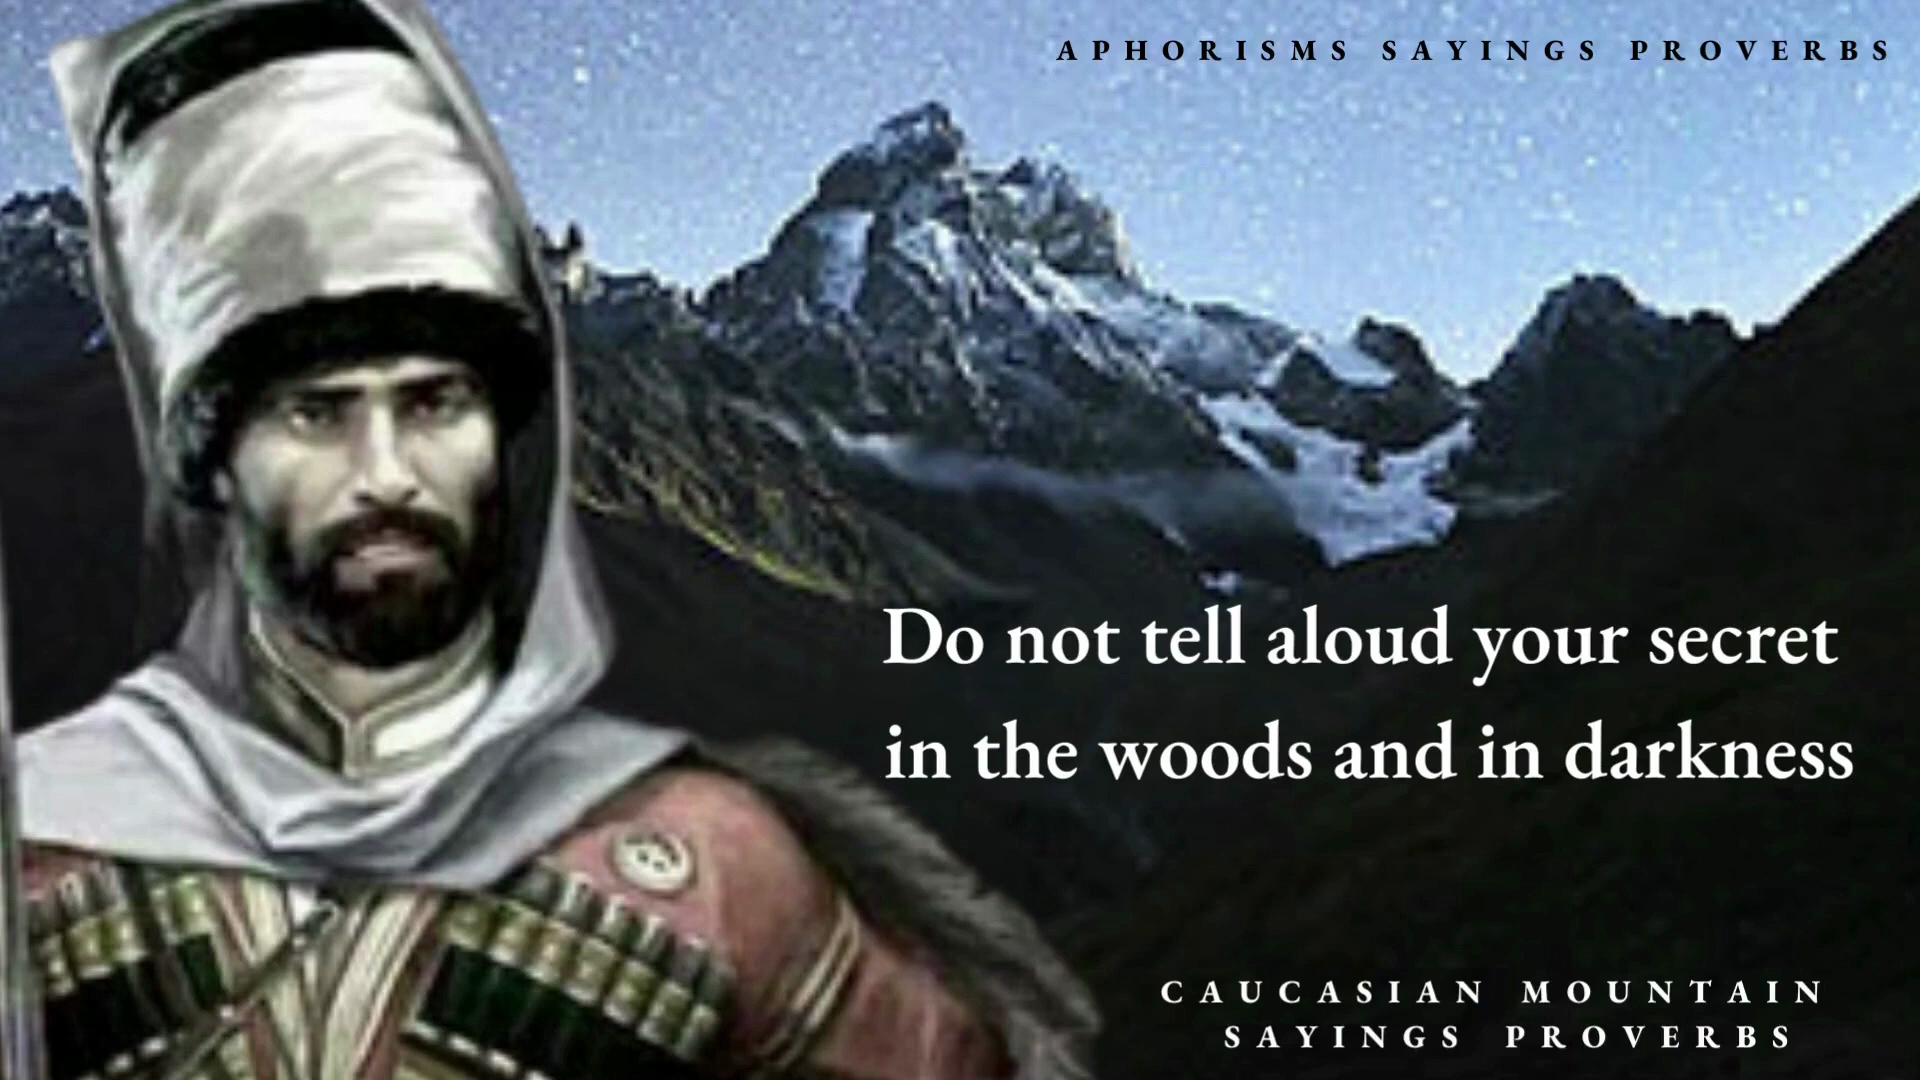 APHORISMS SAYINGS PROVERBS
Do not tell aloud your secret
in the woods and in darkness
CAUCASIAN MOUNTAIN
SAYINGS PROVERBS